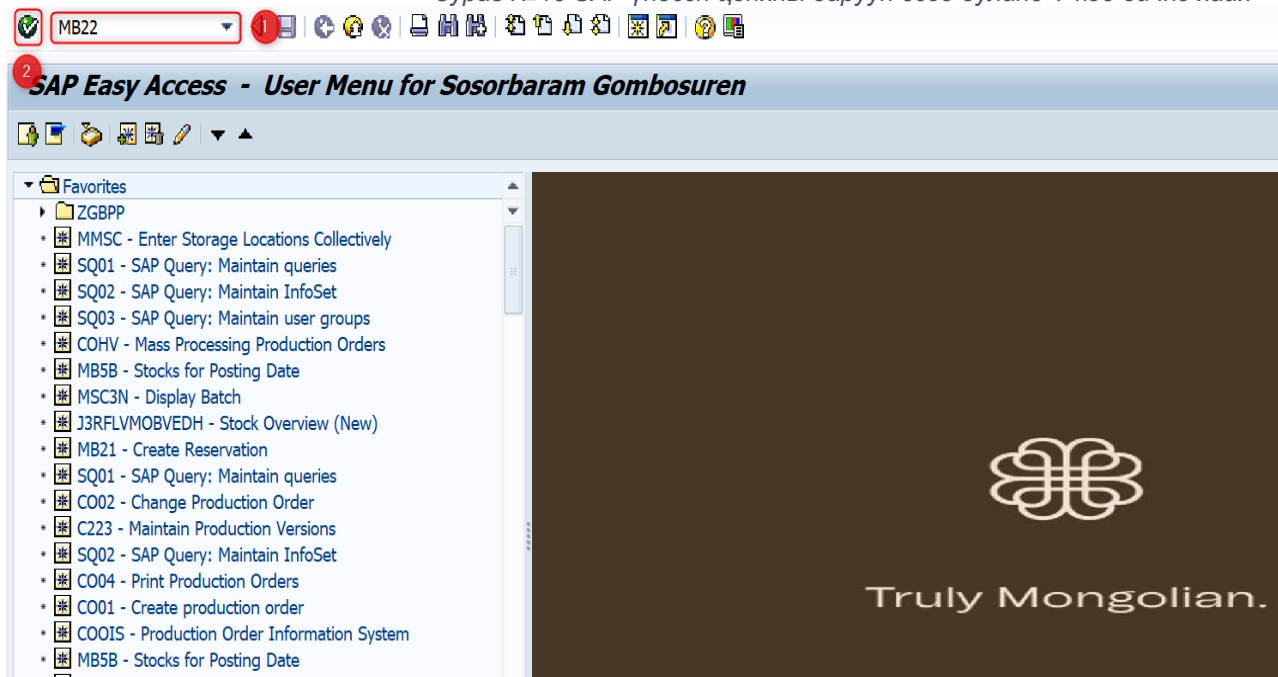 MB22
1
2
SAP Easy Access - User Menu for Sosorbaram Gombosuren
Favorites
ZGBPP
MMSC - Enter Storage Locations Collectively
SQ01 - SAP Query: Maintain queries
SQ02 - SAP Query: Maintain InfoSet
SQ03 - SAP Query: Maintain user groups
COHV - Mass Processing Production Orders
MB5B - Stocks for Posting Date
MSC3N - Display Batch
J3RFLVMOBVEDH - Stock Overview (New)
MB21 - Create Reservation
SQ01 - SAP Query: Maintain queries
CO02 - Change Production Order
C223 - Maintain Production Versions
SQ02 - SAP Query: Maintain InfoSet
CO04 - Print Production Orders
CO01 - Create production order
COOIS - Production Order Information System
MB5B - Stocks for Posting Date
Truly Mongolian.